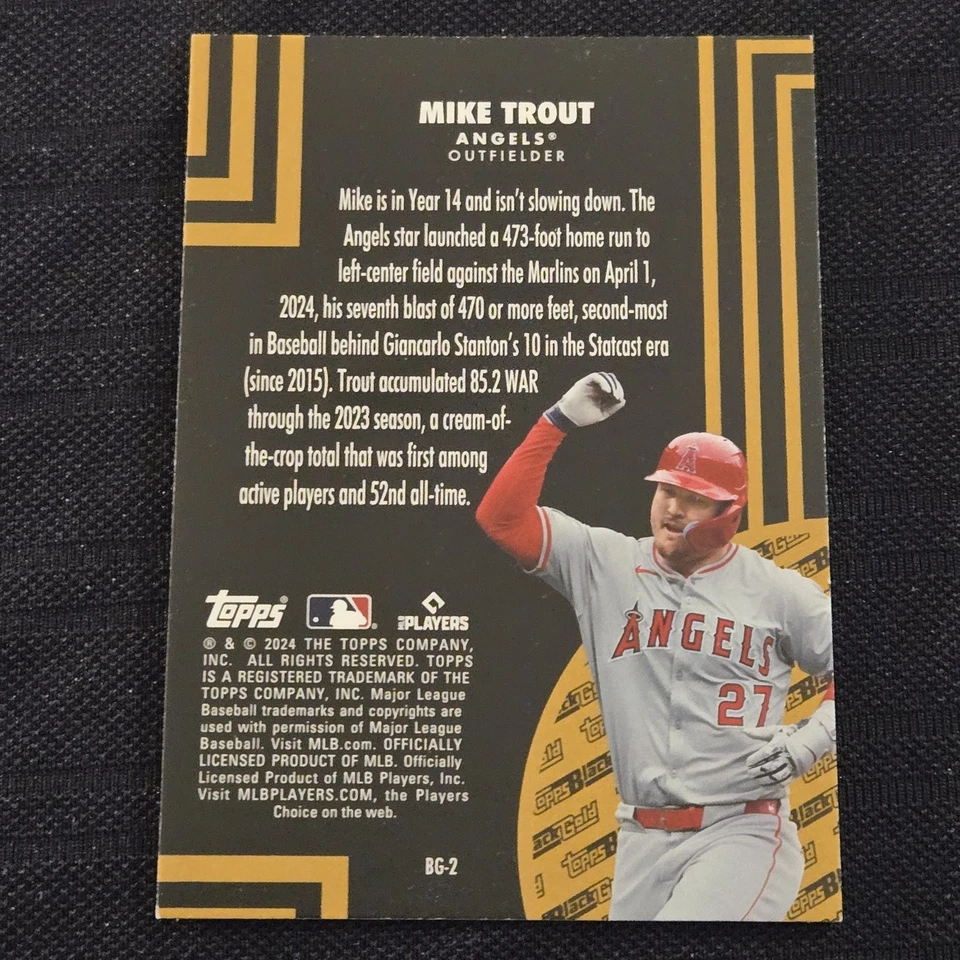 MIKE TROUT
ANGELS®
OUTFIELDER
Mike is in Year 14 and isn't slowing down. The
Angels star launched a 473-foot home run to
left-center field against the Marlins on April 1,
2024, his seventh blast of 470 or more feet, second-most
in Baseball behind Giancarlo Stanton's 10 in the Statcast era
(since 2015). Trout accumulated 85.2 WAR
through the 2023 season, a cream-of-
the-crop total that was first among
active players and 52nd all-time.
A
ANGELS
27
topps® ® MLB PLAYERS
® & © 2024 THE TOPPS COMPANY,
INC. ALL RIGHTS RESERVED. TOPPS
IS A REGISTERED TRADEMARK OF THE
TOPPS COMPANY, INC. Major League
Baseball trademarks and copyrights are
used with permission of Major League
Baseball. Visit MLB.com. OFFICIALLY
LICENSED PRODUCT OF MLB. Officially
Licensed Product of MLB Players, Inc.
Visit MLBPLAYERS.COM, the Players
Choice on the web.
BG-2
topps Black Gold